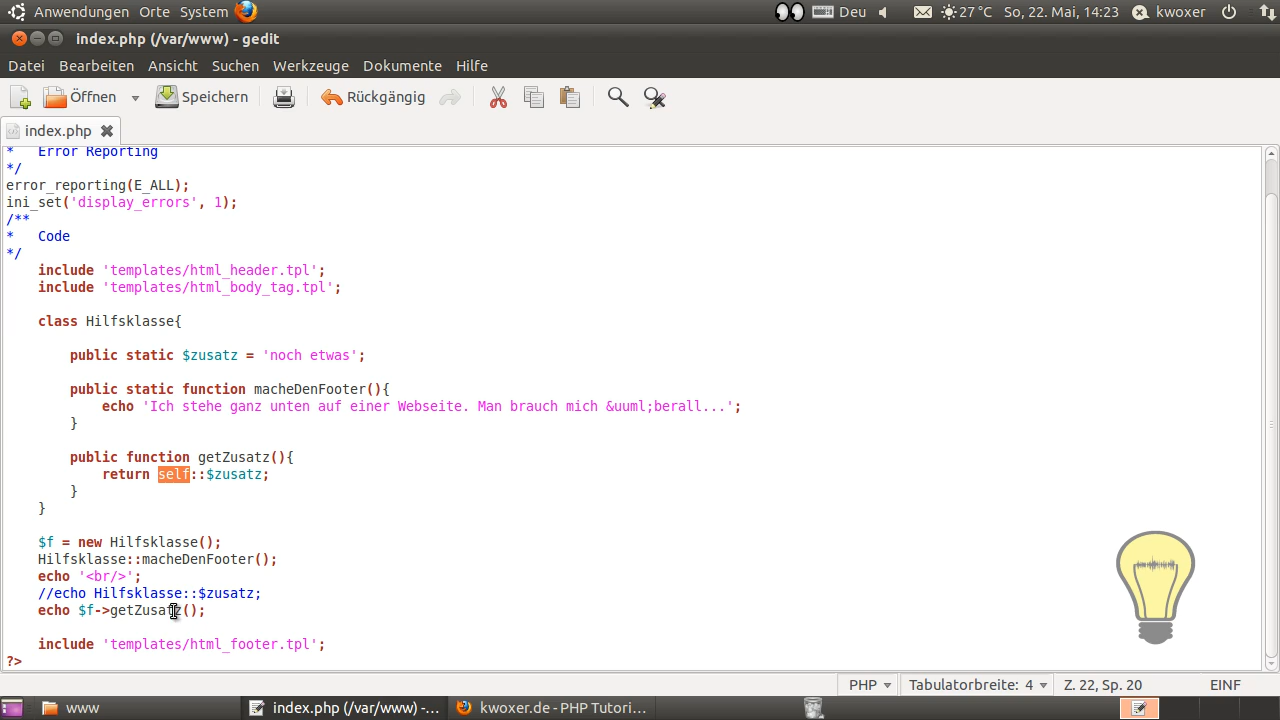 Anwendungen Orte System Deu 27 °C So, 22. Mai, 14:23 kwoxer
index.php (/var/www) - gedit
Datei Bearbeiten Ansicht Suchen Werkzeuge Dokumente Hilfe
Öffnen Speichern Rückgängig
index.php
* Error Reporting
*/
error_reporting(E_ALL);
ini_set('display_errors', 1);
/**
* Code
*/
include 'templates/html_header.tpl';
include 'templates/html_body_tag.tpl';
class Hilfsklasse{
public static $zusatz = 'noch etwas';
public static function macheDenFooter(){
echo 'Ich stehe ganz unten auf einer Webseite. Man brauch mich &uuml;berall...';
}
public function getZusatz(){
return self::$zusatz;
}
}
$f = new Hilfsklasse();
Hilfsklasse::macheDenFooter();
echo '<br/>';
//echo Hilfsklasse::$zusatz;
echo $f->getZusatz();
include 'templates/html_footer.tpl';
?>
PHP Tabulatorbreite: 4 Z. 22, Sp. 20 EINF
www index.php (/var/www) -... kwoxer.de - PHP Tutori...